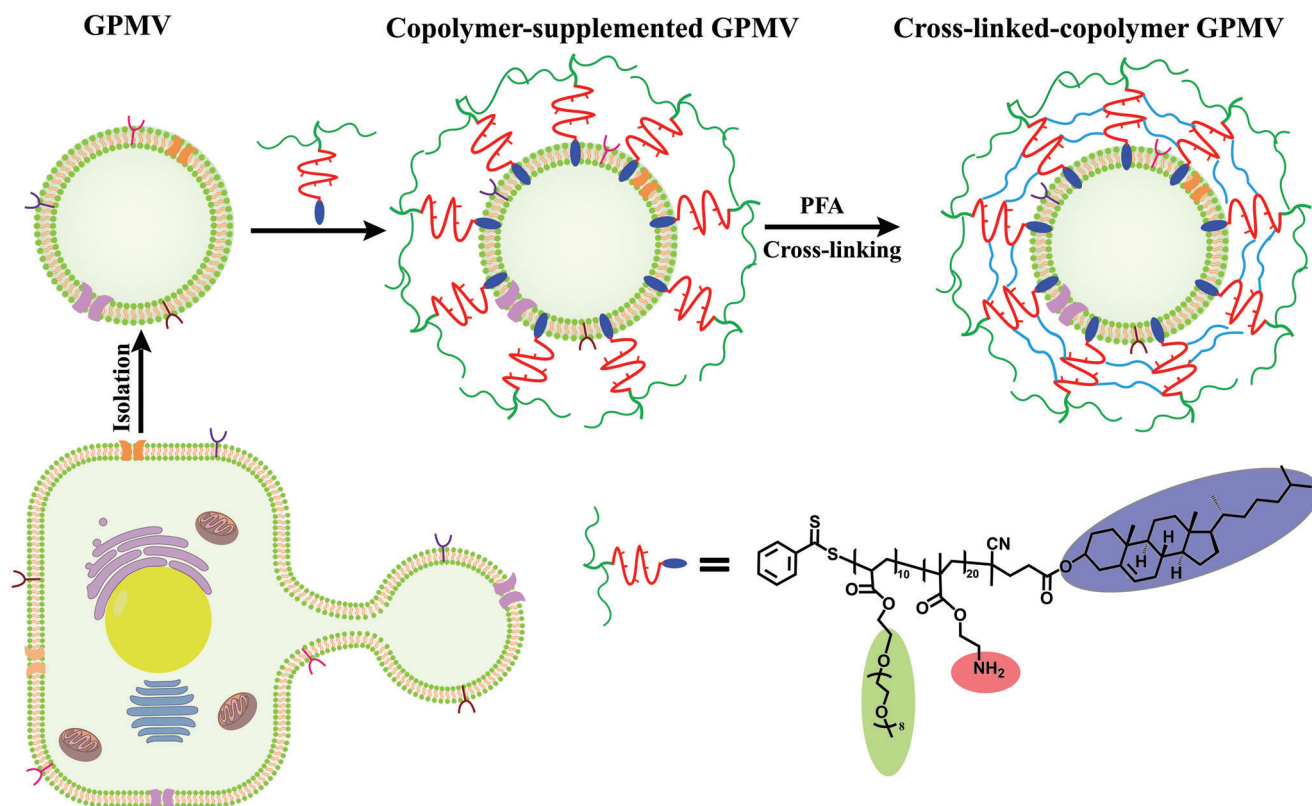 GPMV
Copolymer-supplemented GPMV
Cross-linked-copolymer GPMV
PFA
Cross-linking
Isolation
S
S
10
20
CN
O
O
O
O
O
O
NH2
O
O
8
H
H
H